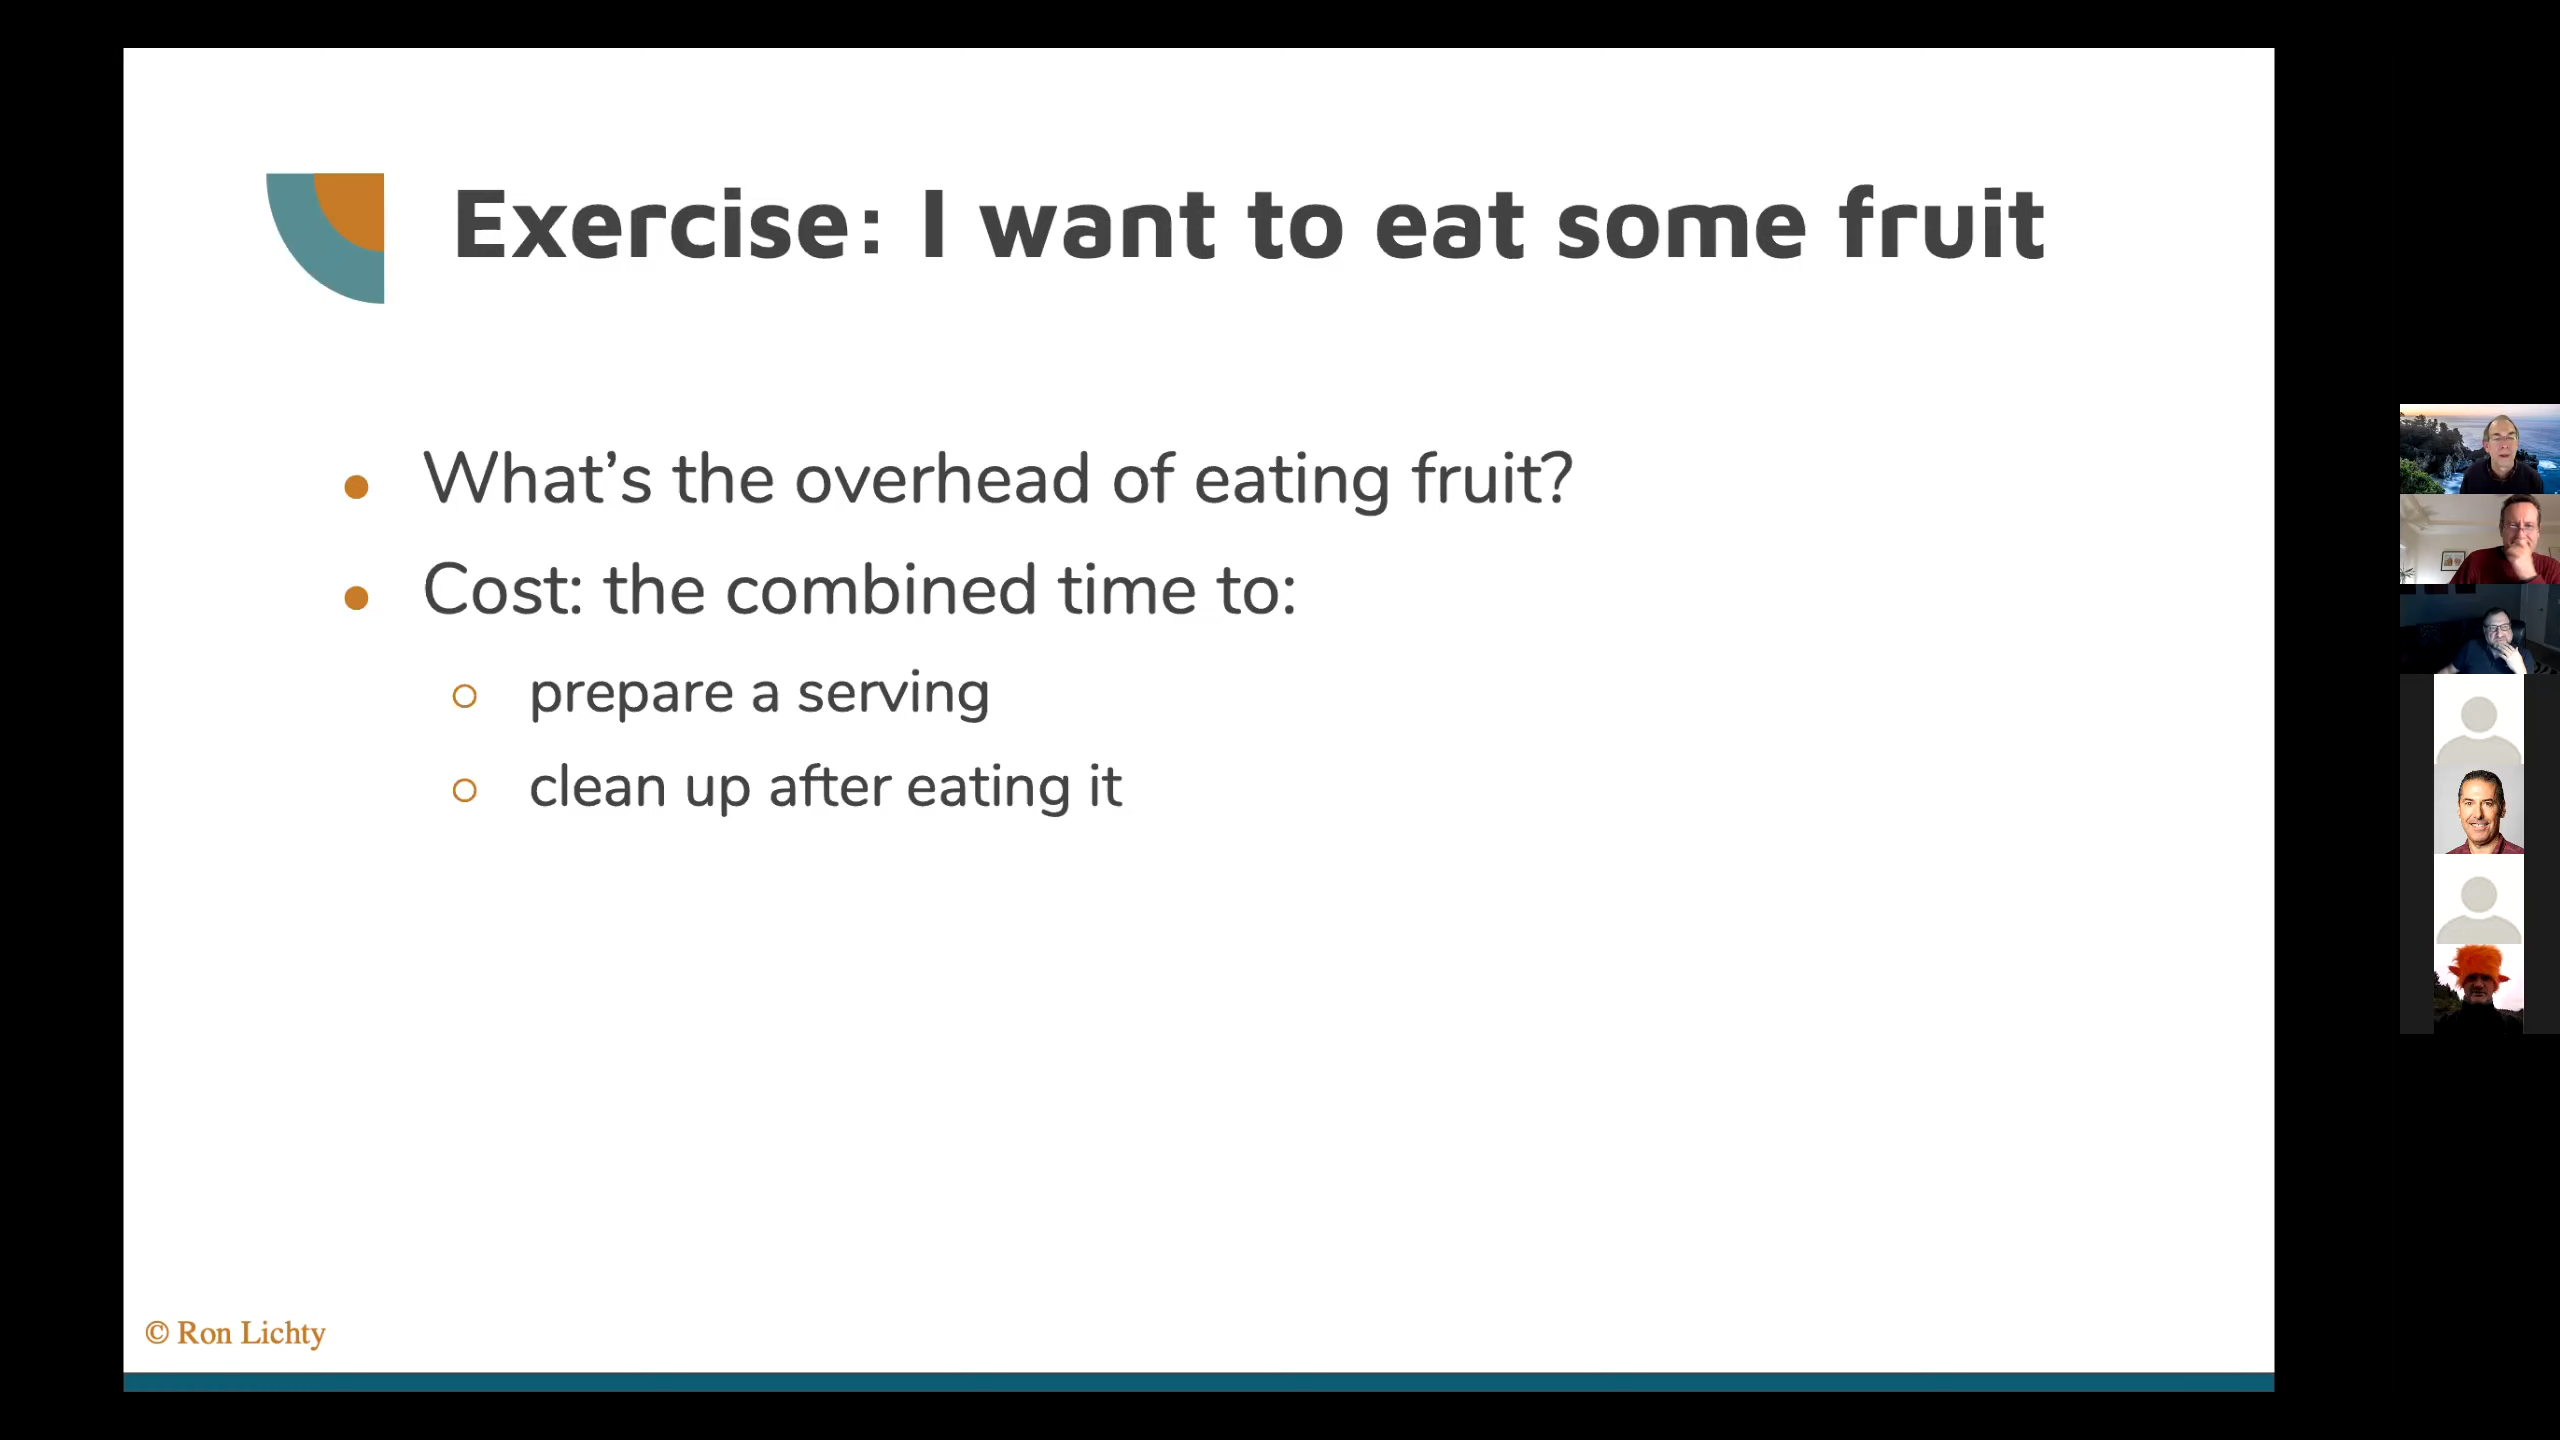 Exercise: I want to eat some fruit
What’s the overhead of eating fruit?
Cost: the combined time to:
prepare a serving
clean up after eating it
© Ron Lichty